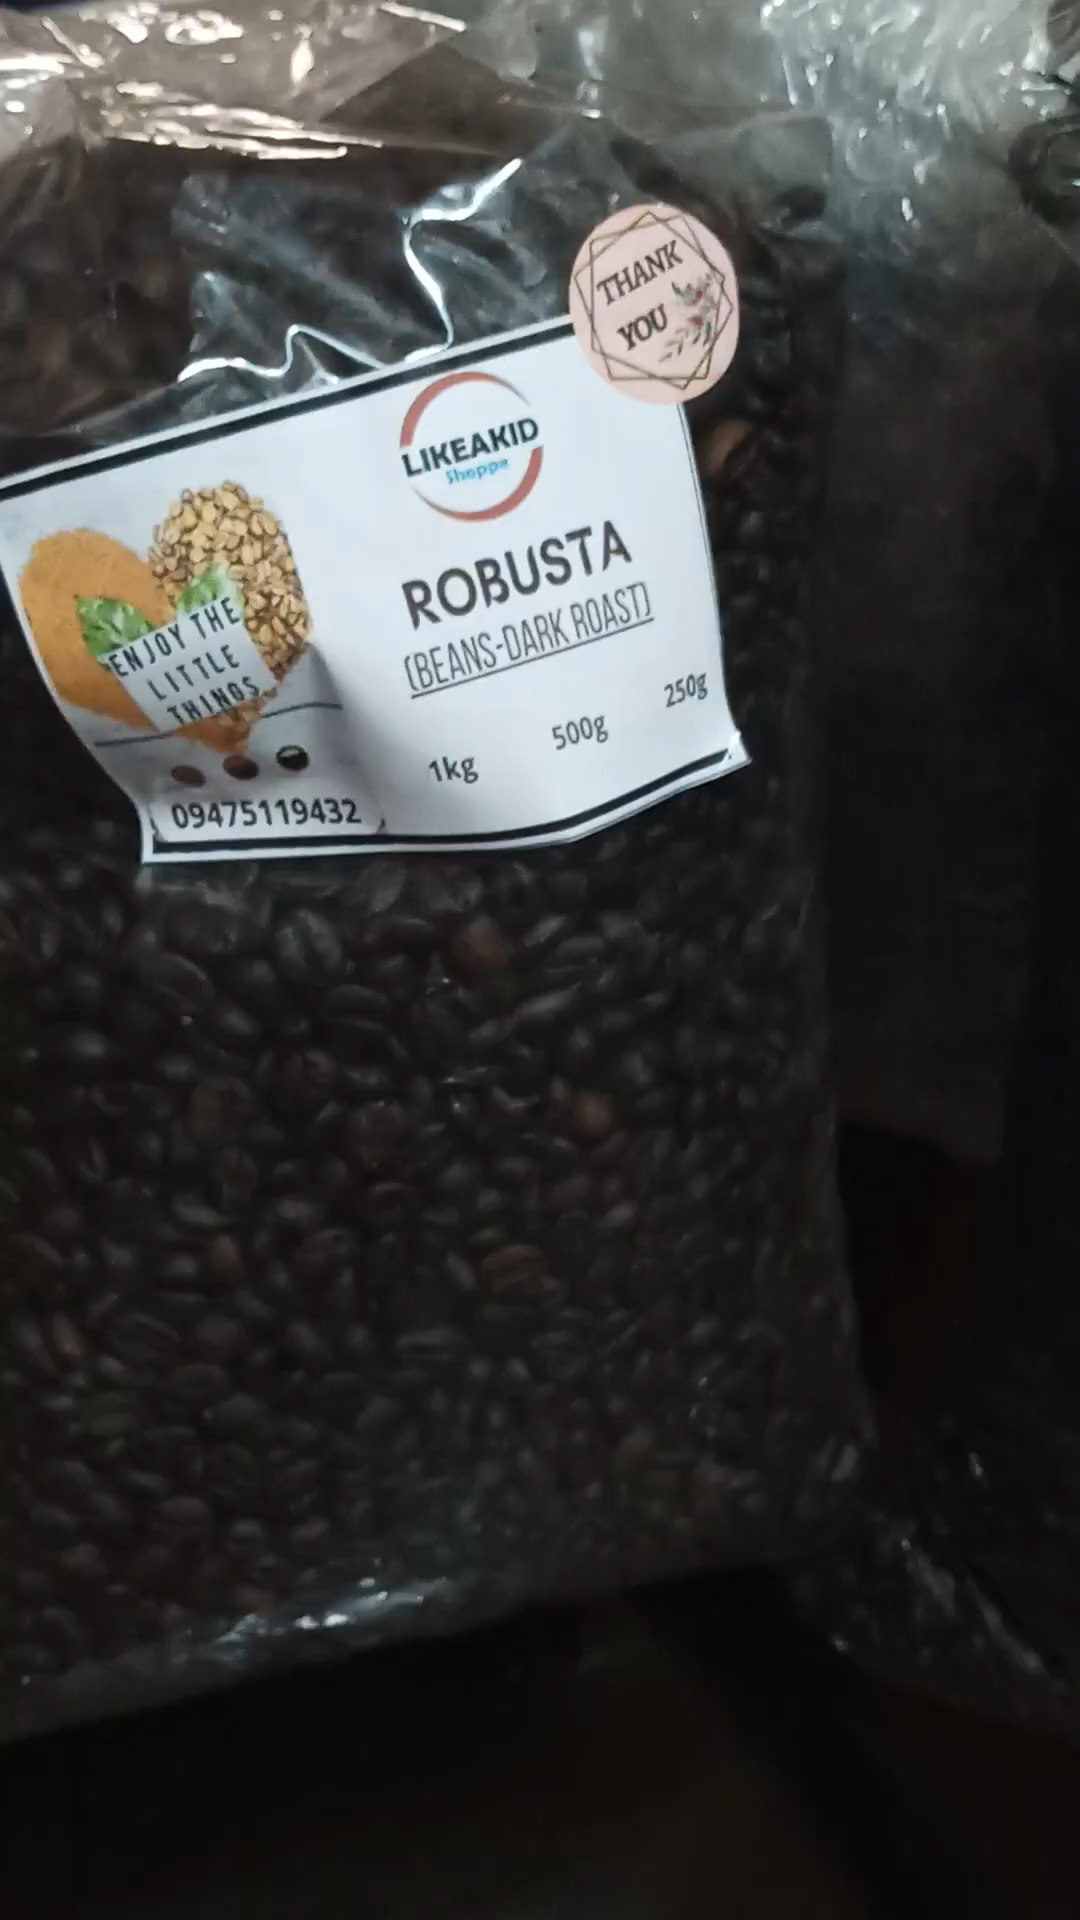 THANK
YOU
LIKEAKID
Shoppe
ROBUSTA
(BEANS-DARK ROAST)
ENJOY THE
LITTLE
THINGS
1kg 500g 250g
09475119432